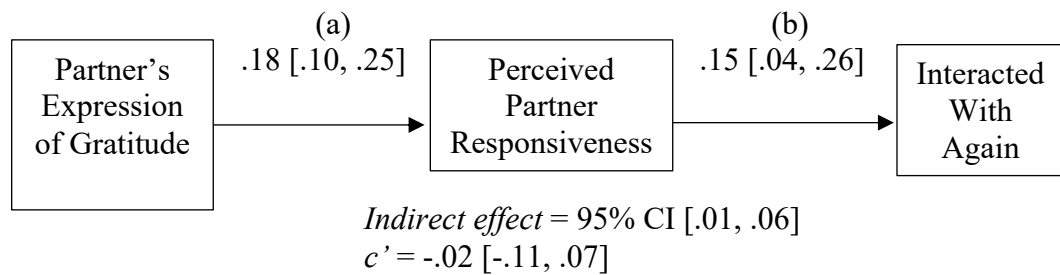 (a)
.18 [.10, .25]
(b)
.15 [.04, .26]
Partner’s
Expression
of Gratitude
Perceived
Partner
Responsiveness
Interacted
With
Again
Indirect effect = 95% CI [.01, .06]
c’ = -.02 [-.11, .07]